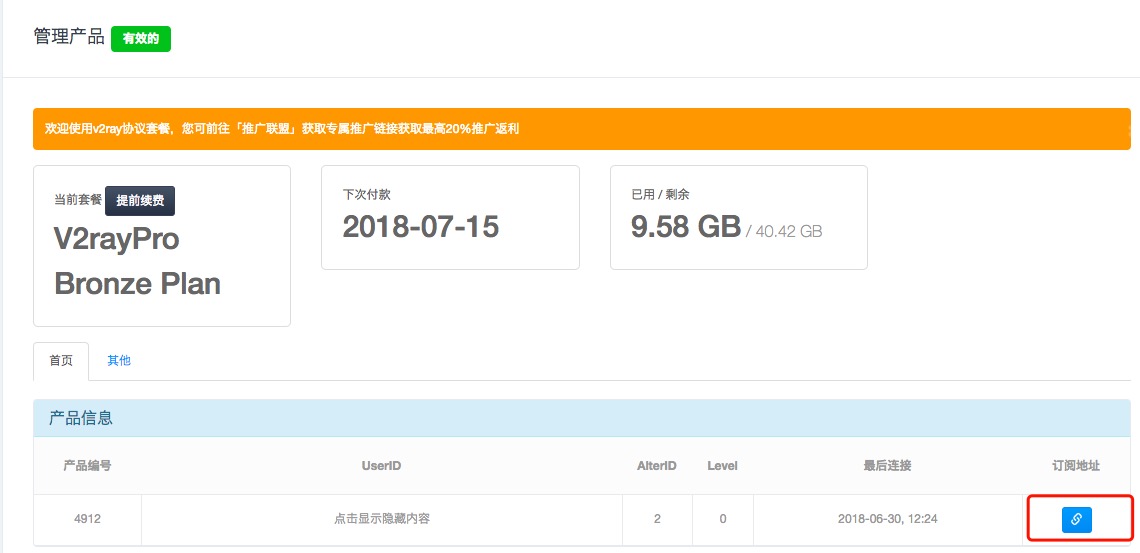 管理产品 有效的
欢迎使用v2ray协议套餐，您可前往「推广联盟」获取专属推广链接获取最高20%推广返利
当前套餐 提前续费
V2rayPro
Bronze Plan
下次付款
2018-07-15
已用 / 剩余
9.58 GB / 40.42 GB
首页 其他
产品信息
产品编号 UserID AlterID Level 最后连接 订阅地址
4912 点击显示隐藏内容 2 0 2018-06-30, 12:24